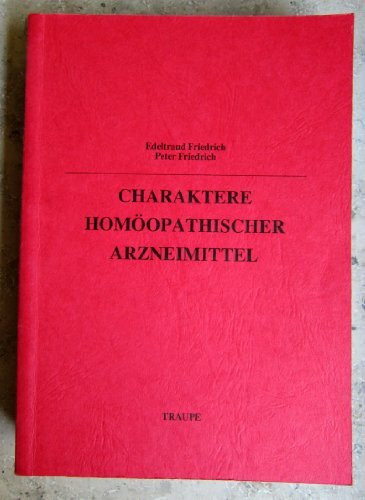 Edeltraud Friedrich
Peter Friedrich
CHARAKTERE
HOMÖOPATHISCHER
ARZNEIMITTEL
TRAUPE